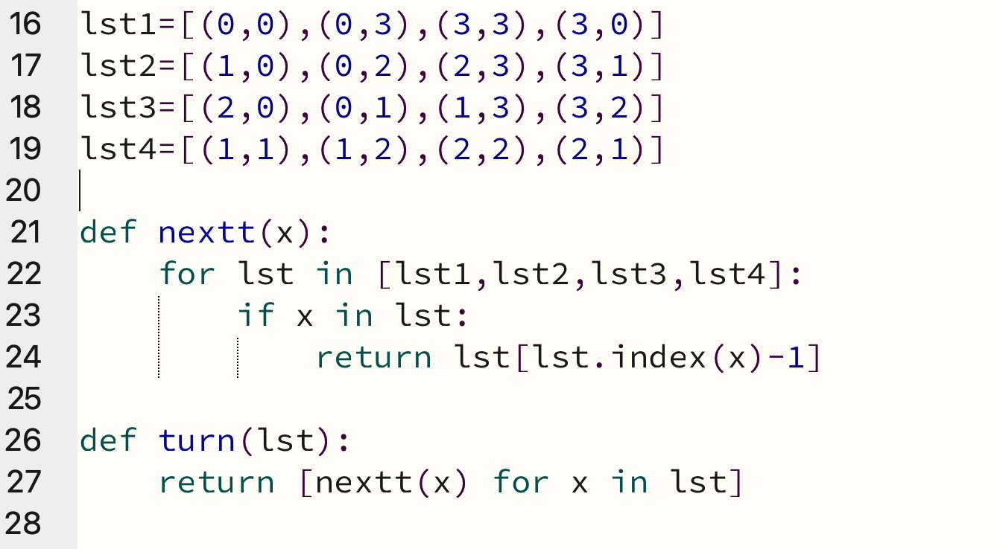 16 lst1=[(0,0),(0,3),(3,3),(3,0)]
17 lst2=[(1,0),(0,2),(2,3),(3,1)]
18 lst3=[(2,0),(0,1),(1,3),(3,2)]
19 lst4=[(1,1),(1,2),(2,2),(2,1)]
20
21 def nextt(x):
22     for lst in [lst1,lst2,lst3,lst4]:
23         if x in lst:
24             return lst[lst.index(x)-1]
25
26 def turn(lst):
27     return [nextt(x) for x in lst]
28